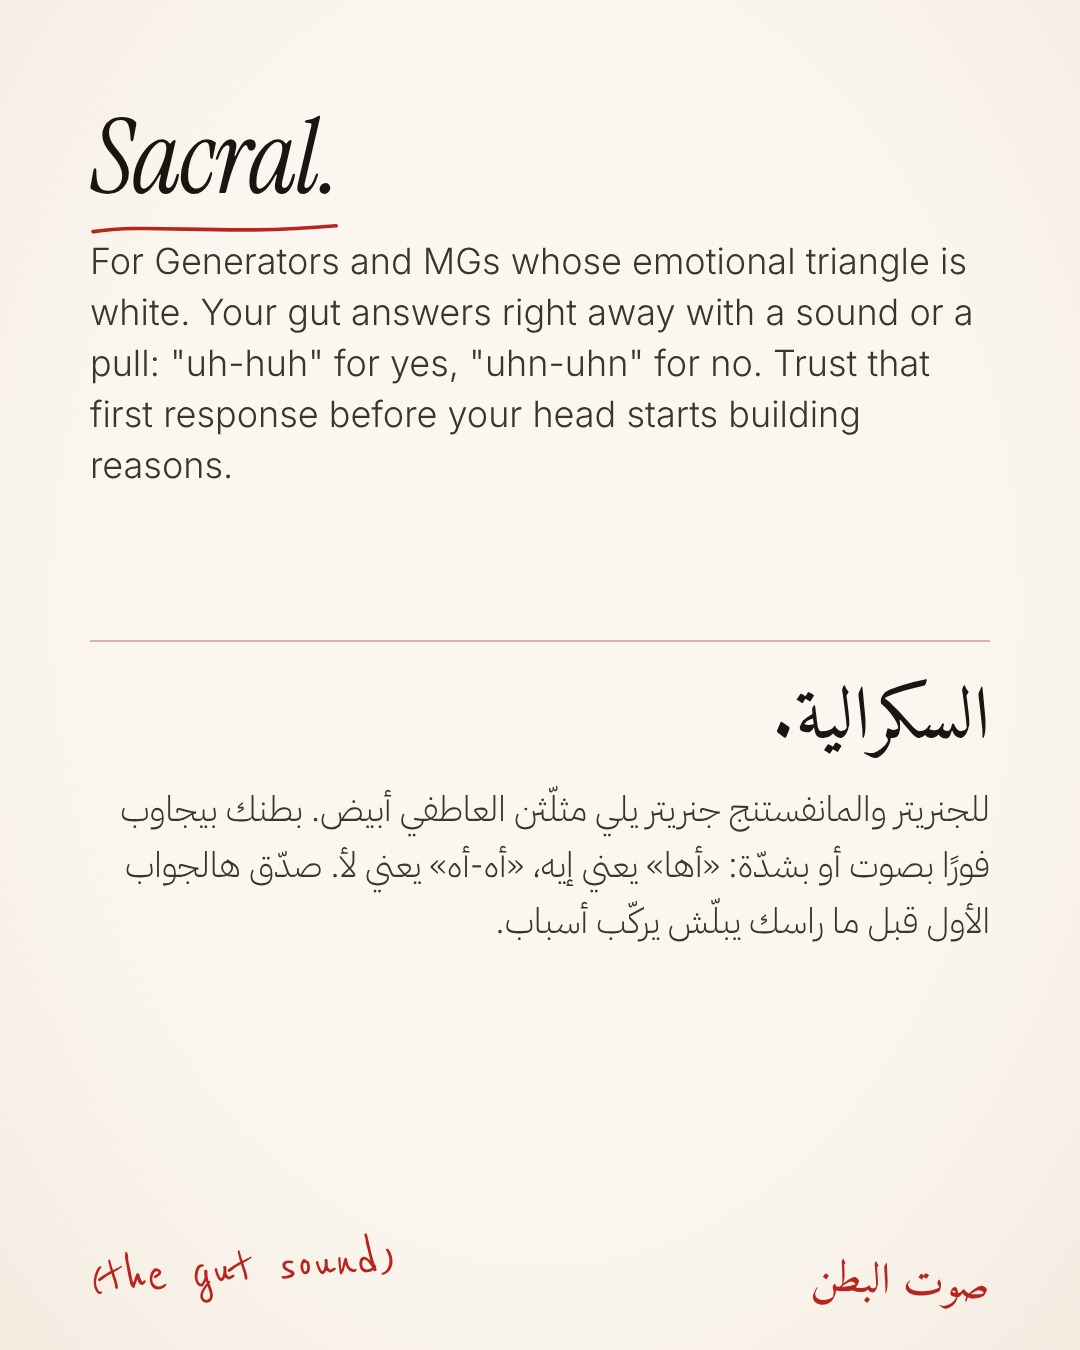 Sacral.
For Generators and MGs whose emotional triangle is
white. Your gut answers right away with a sound or a
pull: "uh-huh" for yes, "uhn-uhn" for no. Trust that
first response before your head starts building
reasons.
السكرالية.
للجنريتر والمانفستنج جنريتر يلي مثلّثن العاطفي أبيض. بطنك بيجاوب
فورًا بصوت أو بشدّة: «أها» يعني إيه، «أه-أه» يعني لأ. صدّق هالجواب
الأول قبل ما راسك يبلّش يركّب أسباب.
(the gut sound)
صوت البطن